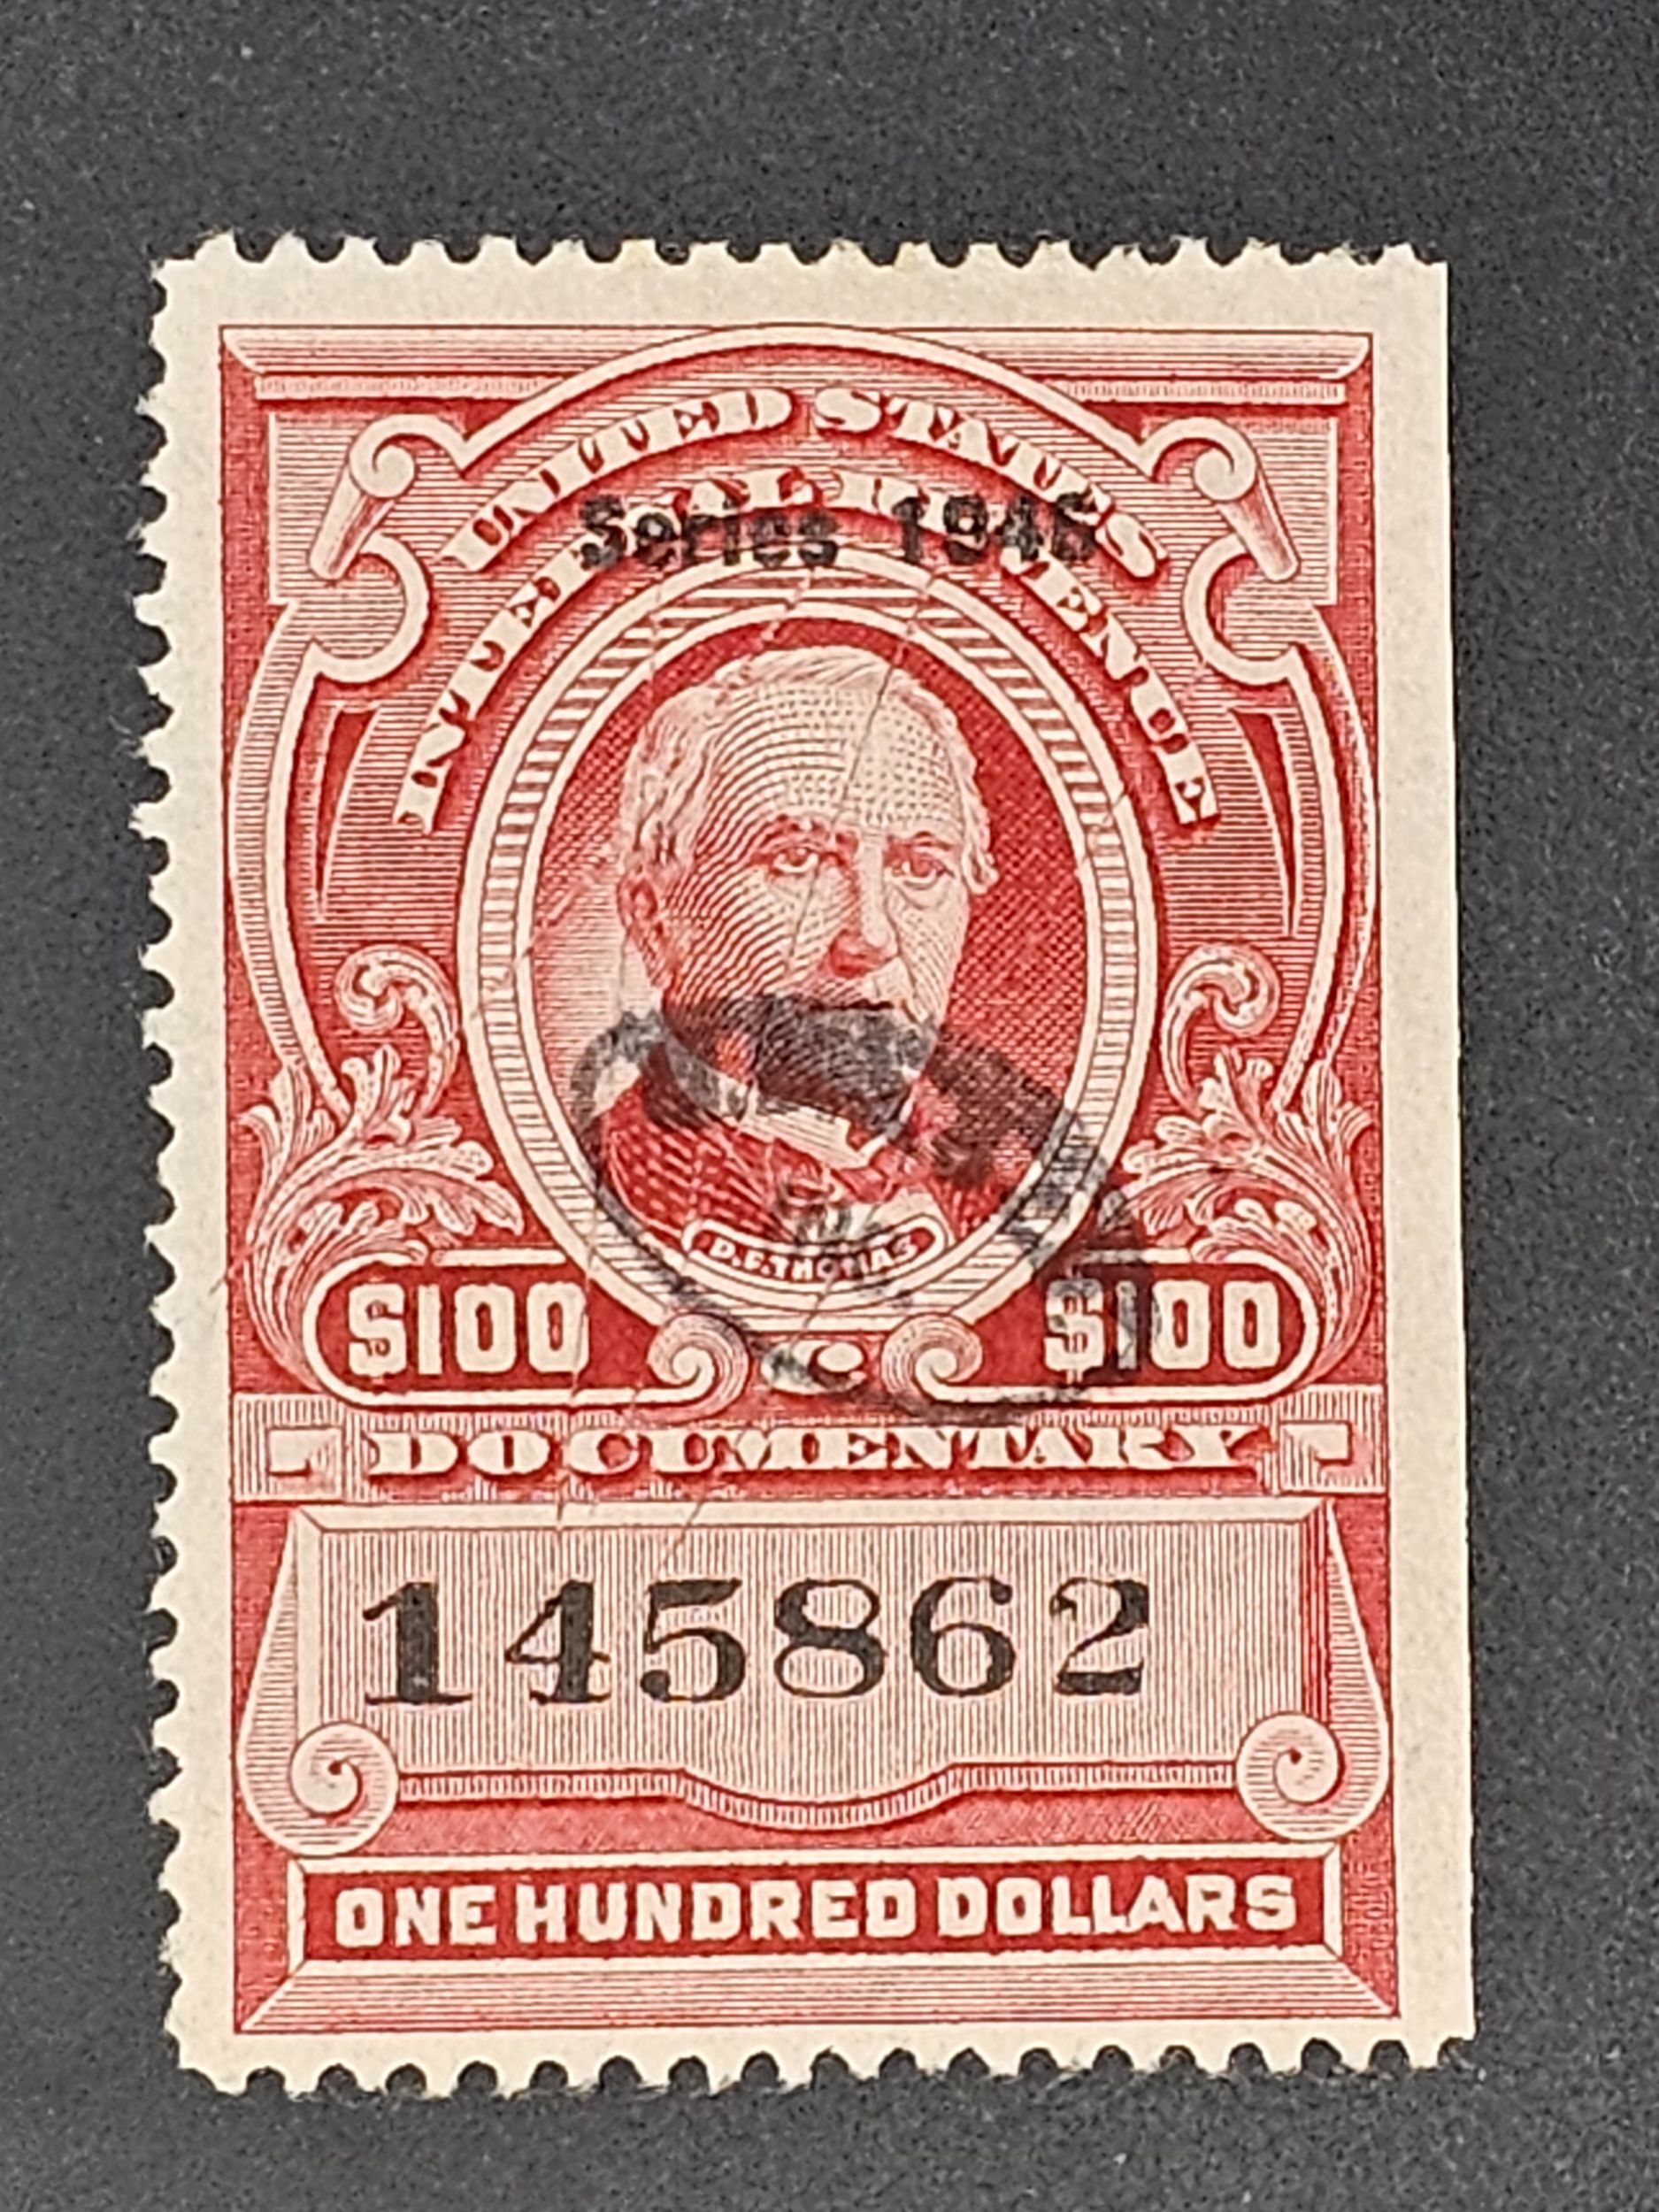 UNITED STATES
INTERNAL REVENUE
Series 1946
D.F.THOMAS
$100 C $100
DOCUMENTARY
145862
ONE HUNDRED DOLLARS